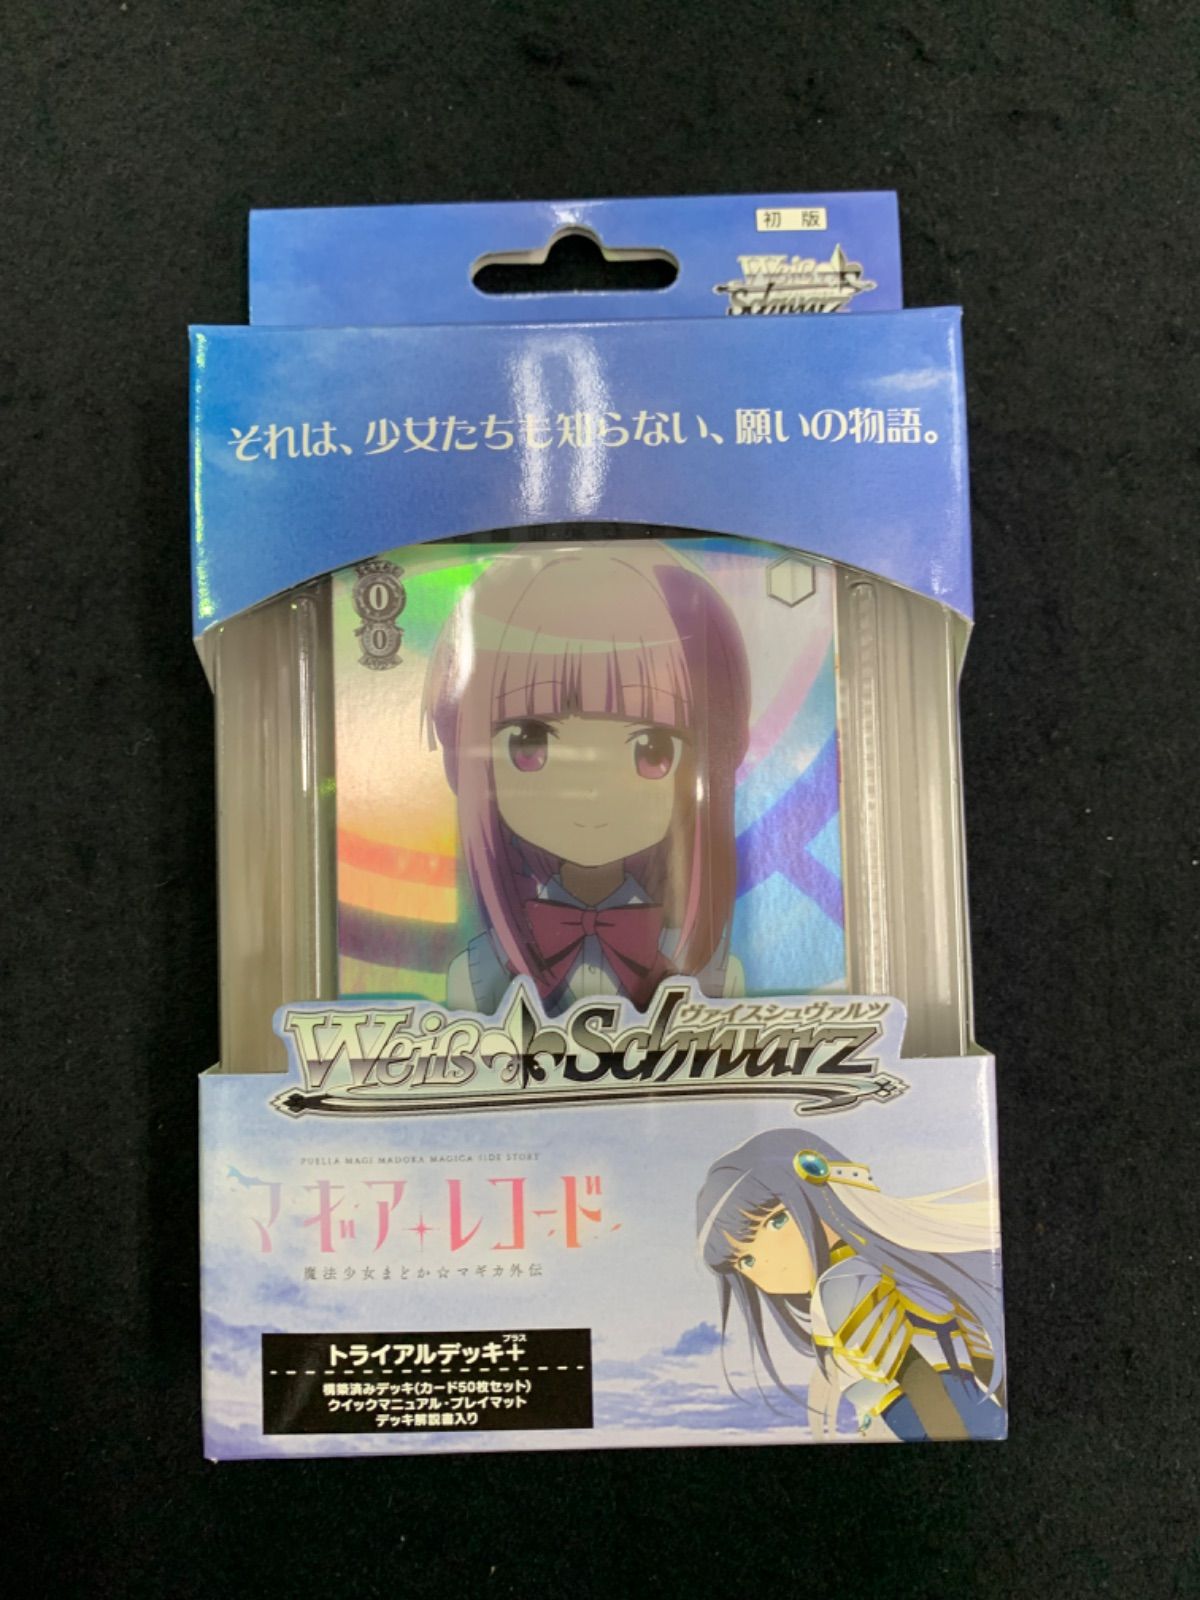 初版
Weiß Schwarz
それは、少女たちも知らない、願いの物語。
0
0
ヴァイスシュヴァルツ
Weiß Schwarz
PUELLA MAGI MADOKA MAGICA SIDE STORY
マギアレコード
魔法少女まどか☆マギカ外伝
プラス
トライアルデッキ+
構築済みデッキ(カード50枚セット)
クイックマニュアル・プレイマット
デッキ解説書入り